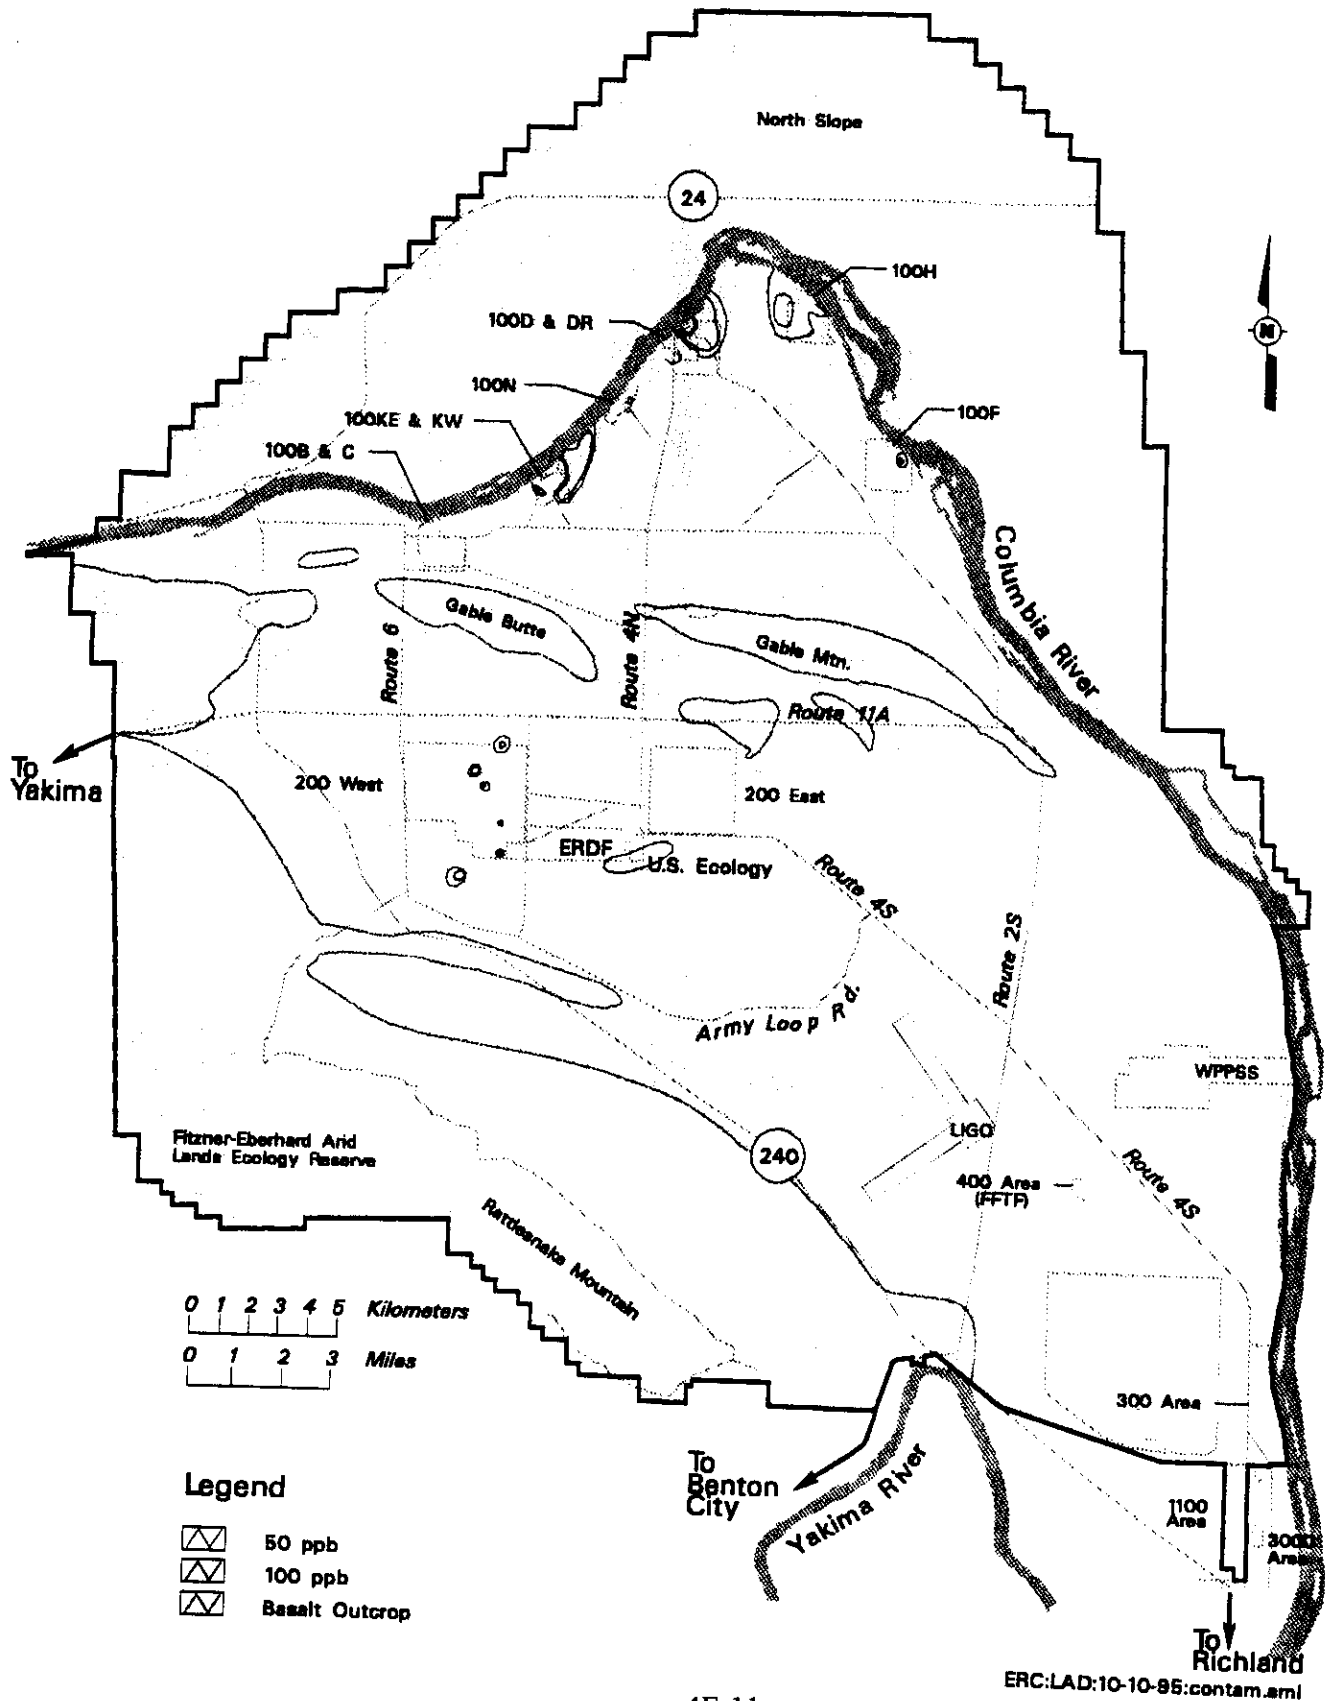 North Slope
24
100H
100D & DR
100N
100KE & KW
100F
100B & C
N
Columbia River
Gable Butte
Gable Mtn.
Route 6
Route 4N
Route 11A
To
Yakima
200 West
200 East
ERDF
U.S. Ecology
Route 4S
Route 2S
Army Loop Rd.
WPPSS
LIGO
Fitzner-Eberhard Arid
Lands Ecology Reserve
240
400 Area
(FFTF)
Route 4S
Rattlesnake Mountain
0 1 2 3 4 5 Kilometers
0 1 2 3 Miles
300 Area
To
Benton
City
Yakima River
Legend
50 ppb
100 ppb
Basalt Outcrop
1100
Area
3000
Area
To
Richland
ERC:LAD:10-10-95:contam.aml